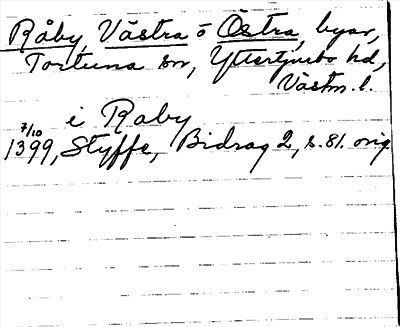 Råby, Västra o Östra, byar,
Tortuna sn, Yttertjurbo hd,
Västm. l.
i Raby
7/10
1399, Styffe, Bidrag 2, s. 81. orig